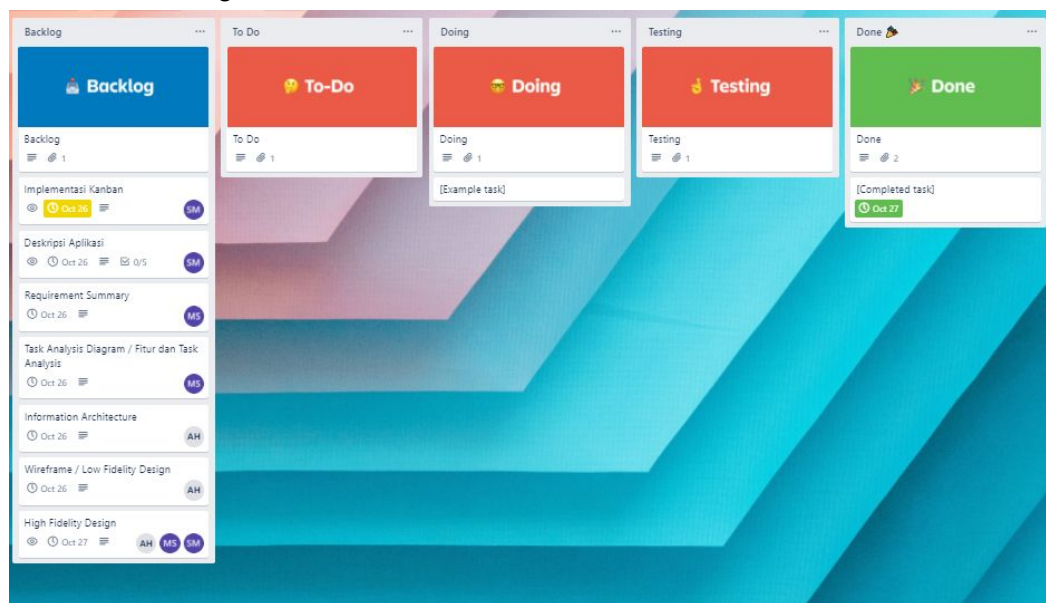 Backlog
Backlog
Backlog
1
Implementasi Kanban
Oct 26
SM
Deskripsi Aplikasi
Oct 26 0/5
SM
Requirement Summary
Oct 26
MS
Task Analysis Diagram / Fitur dan Task
Analysis
Oct 26
MS
Information Architecture
Oct 26
AH
Wireframe / Low Fidelity Design
Oct 26
AH
High Fidelity Design
Oct 27
AH MS SM
To Do
To-Do
To Do
1
Doing
Doing
Doing
1
[Example task]
Testing
Testing
Testing
1
Done
Done
Done
2
[Completed task]
Oct 27